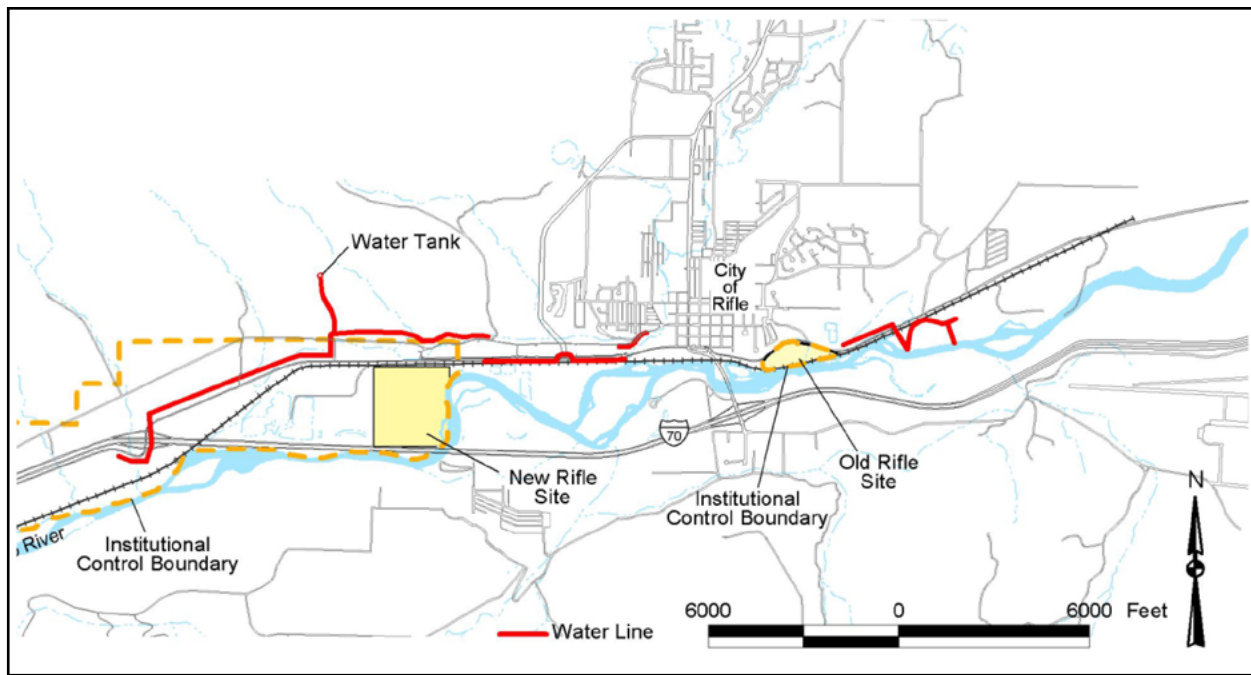 Water Tank
City
of
Rifle
70
New Rifle
Site
Old Rifle
Site
Institutional
Control Boundary
River
Institutional
Control Boundary
N
6000 0 6000 Feet
Water Line